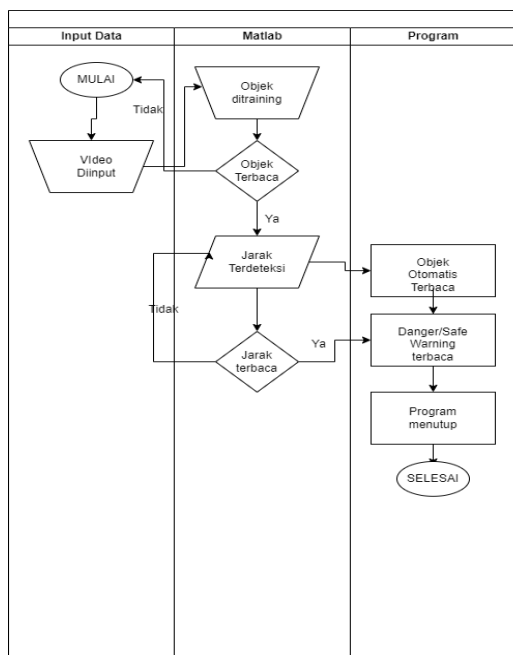 Input Data
Matlab
Program
MULAI
Objek
ditraining
Tidak
VIdeo
Diinput
Objek
Terbaca
Ya
Jarak
Terdeteksi
Objek
Otomatis
Terbaca
Tidak
Jarak
terbaca
Ya
Danger/Safe
Warning
terbaca
Program
menutup
SELESAI